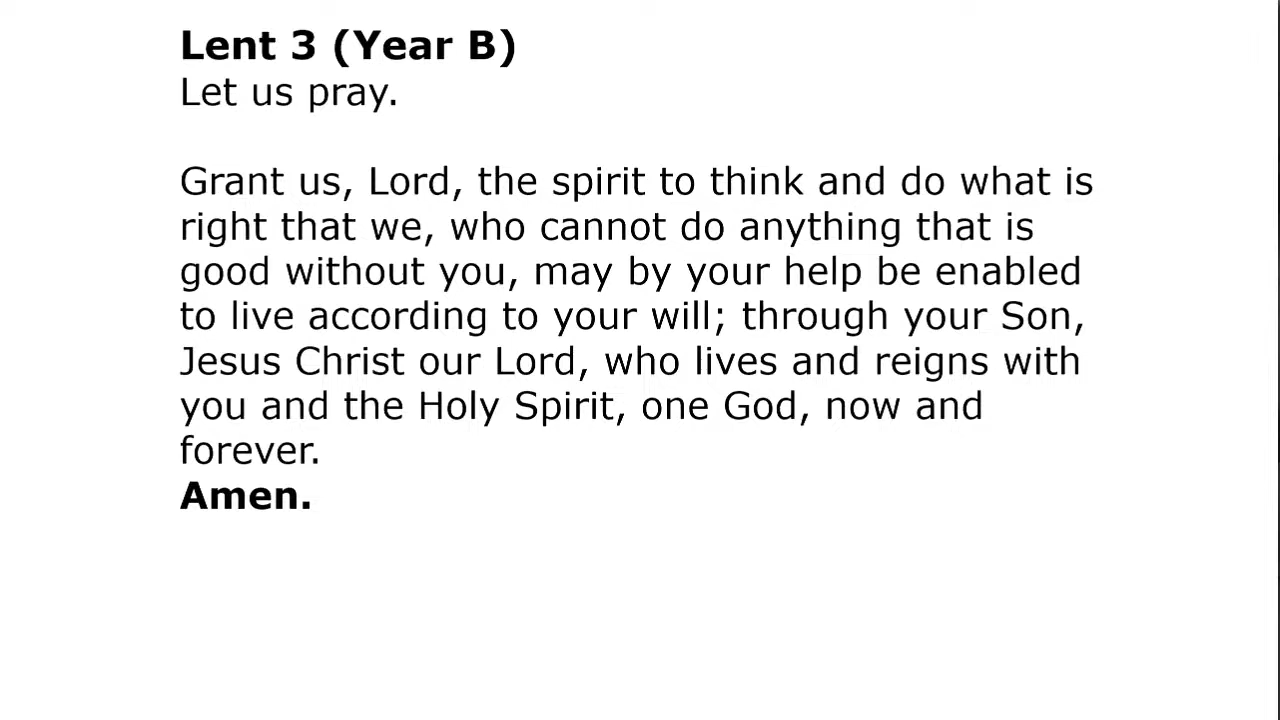 Lent 3 (Year B)
Let us pray.
Grant us, Lord, the spirit to think and do what is
right that we, who cannot do anything that is
good without you, may by your help be enabled
to live according to your will; through your Son,
Jesus Christ our Lord, who lives and reigns with
you and the Holy Spirit, one God, now and
forever.
Amen.